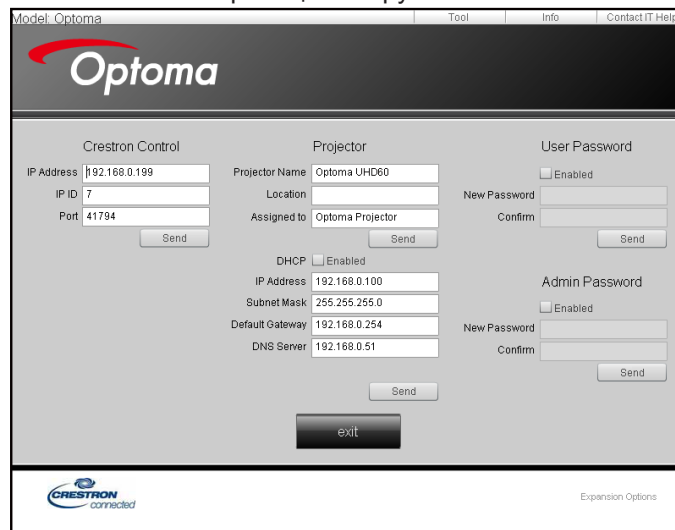 Model: Optoma
Tool
Info
Contact IT Help
Optoma
Crestron Control
IP Address 192.168.0.199
IP ID 7
Port 41794
Send
Projector
Projector Name Optoma UHD60
Location
Assigned to Optoma Projector
Send
DHCP Enabled
IP Address 192.168.0.100
Subnet Mask 255.255.255.0
Default Gateway 192.168.0.254
DNS Server 192.168.0.51
Send
exit
User Password
Enabled
New Password
Confirm
Send
Admin Password
Enabled
New Password
Confirm
Send
CRESTRON
connected
Expansion Options